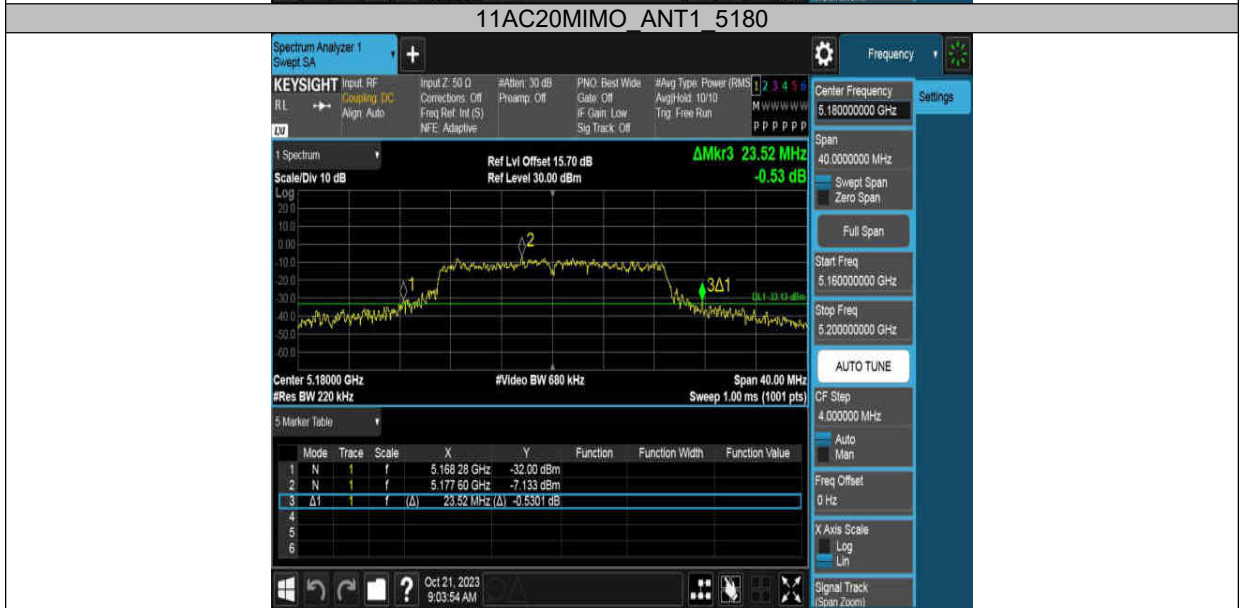 11AC20MIMO_ANT1_5180
Spectrum Analyzer 1
Swept SA
Frequency
KEYSIGHT
RL
Input: RF
Coupling: DC
Align: Auto
Input Z: 50 Ω
Corrections: Off
Freq Ref: Int (S)
NFE: Adaptive
#Atten: 30 dB
Preamp: Off
PNO: Best Wide
Gate: Off
IF Gain: Low
Sig Track: Off
#Avg Type: Power (RMS
Avg|Hold: 10/10
Trig: Free Run
1 2 3 4 5 6
M W W W W W
P P P P P P
Center Frequency
5.180000000 GHz
Settings
Span
40.0000000 MHz
Swept Span
Zero Span
Full Span
Start Freq
5.160000000 GHz
Stop Freq
5.200000000 GHz
AUTO TUNE
CF Step
4.000000 MHz
Auto
Man
Freq Offset
0 Hz
X Axis Scale
Log
Lin
Signal Track
(Span Zoom)
1 Spectrum
Scale/Div 10 dB
Ref Lvl Offset 15.70 dB
Ref Level 30.00 dBm
ΔMkr3 23.52 MHz
-0.53 dB
Log
20.0
10.0
0.00
-10.0
-20.0
-30.0
-40.0
-50.0
-60.0
1
2
3Δ1
DL1 -33.13 dBm
Center 5.18000 GHz
#Video BW 680 kHz
Span 40.00 MHz
#Res BW 220 kHz
Sweep 1.00 ms (1001 pts)
5 Marker Table
Mode Trace Scale X Y Function Function Width Function Value
1 N 1 f 5.168 28 GHz -32.00 dBm
2 N 1 f 5.177 60 GHz -7.133 dBm
3 Δ1 1 f (Δ) 23.52 MHz (Δ) -0.5301 dB
4
5
6
?
Oct 21, 2023
9:03:54 AM